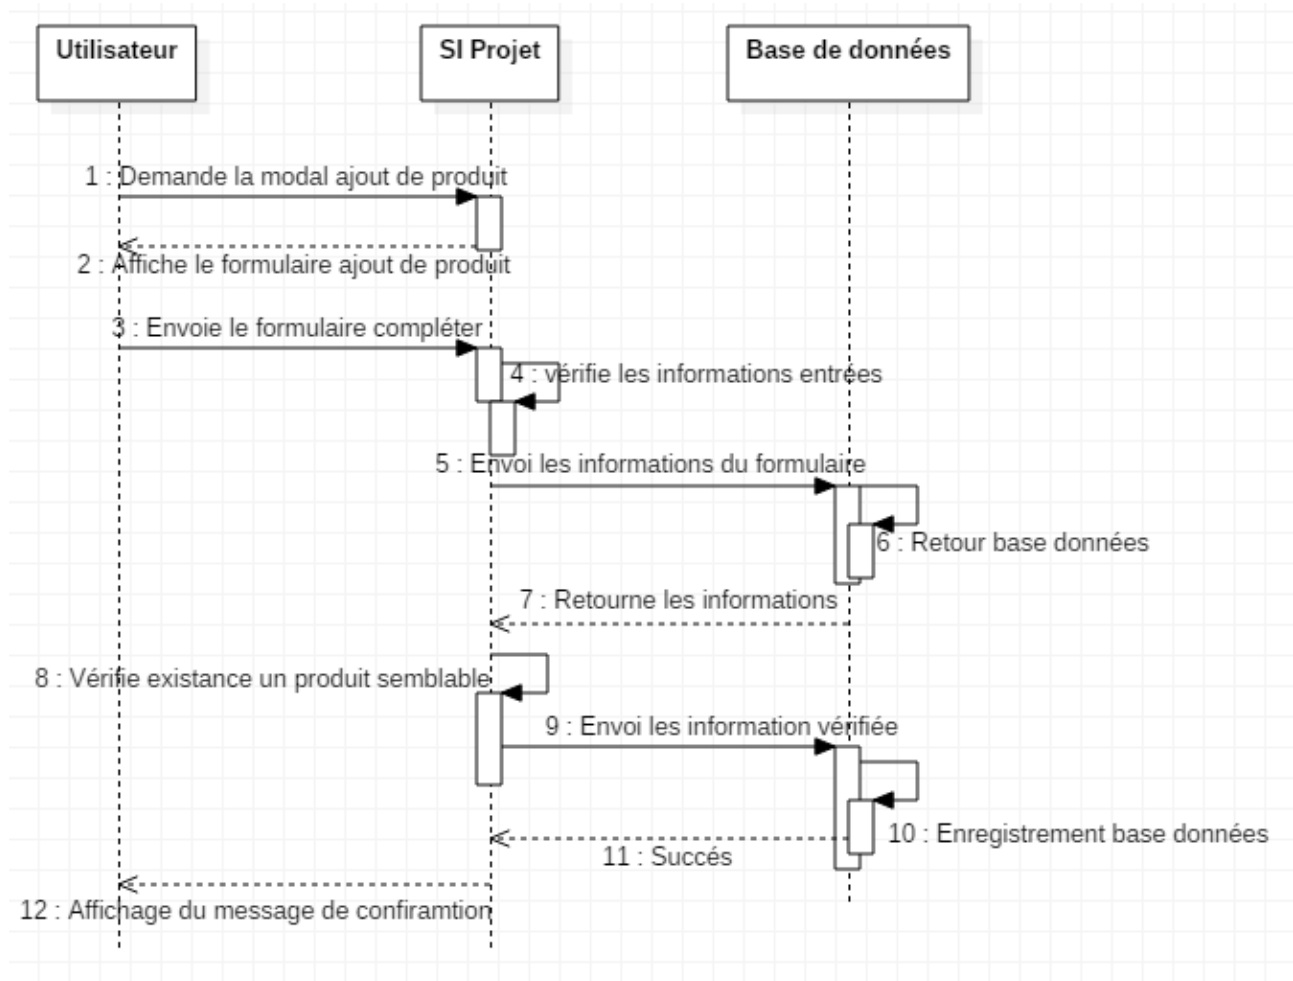 Utilisateur
SI Projet
Base de données
1 : Demande la modal ajout de produit
2 : Affiche le formulaire ajout de produit
3 : Envoie le formulaire compléter
4 : vérifie les informations entrées
5 : Envoi les informations du formulaire
6 : Retour base données
7 : Retourne les informations
8 : Vérifie existance un produit semblable
9 : Envoi les information vérifiée
10 : Enregistrement base données
11 : Succés
12 : Affichage du message de confiramtion